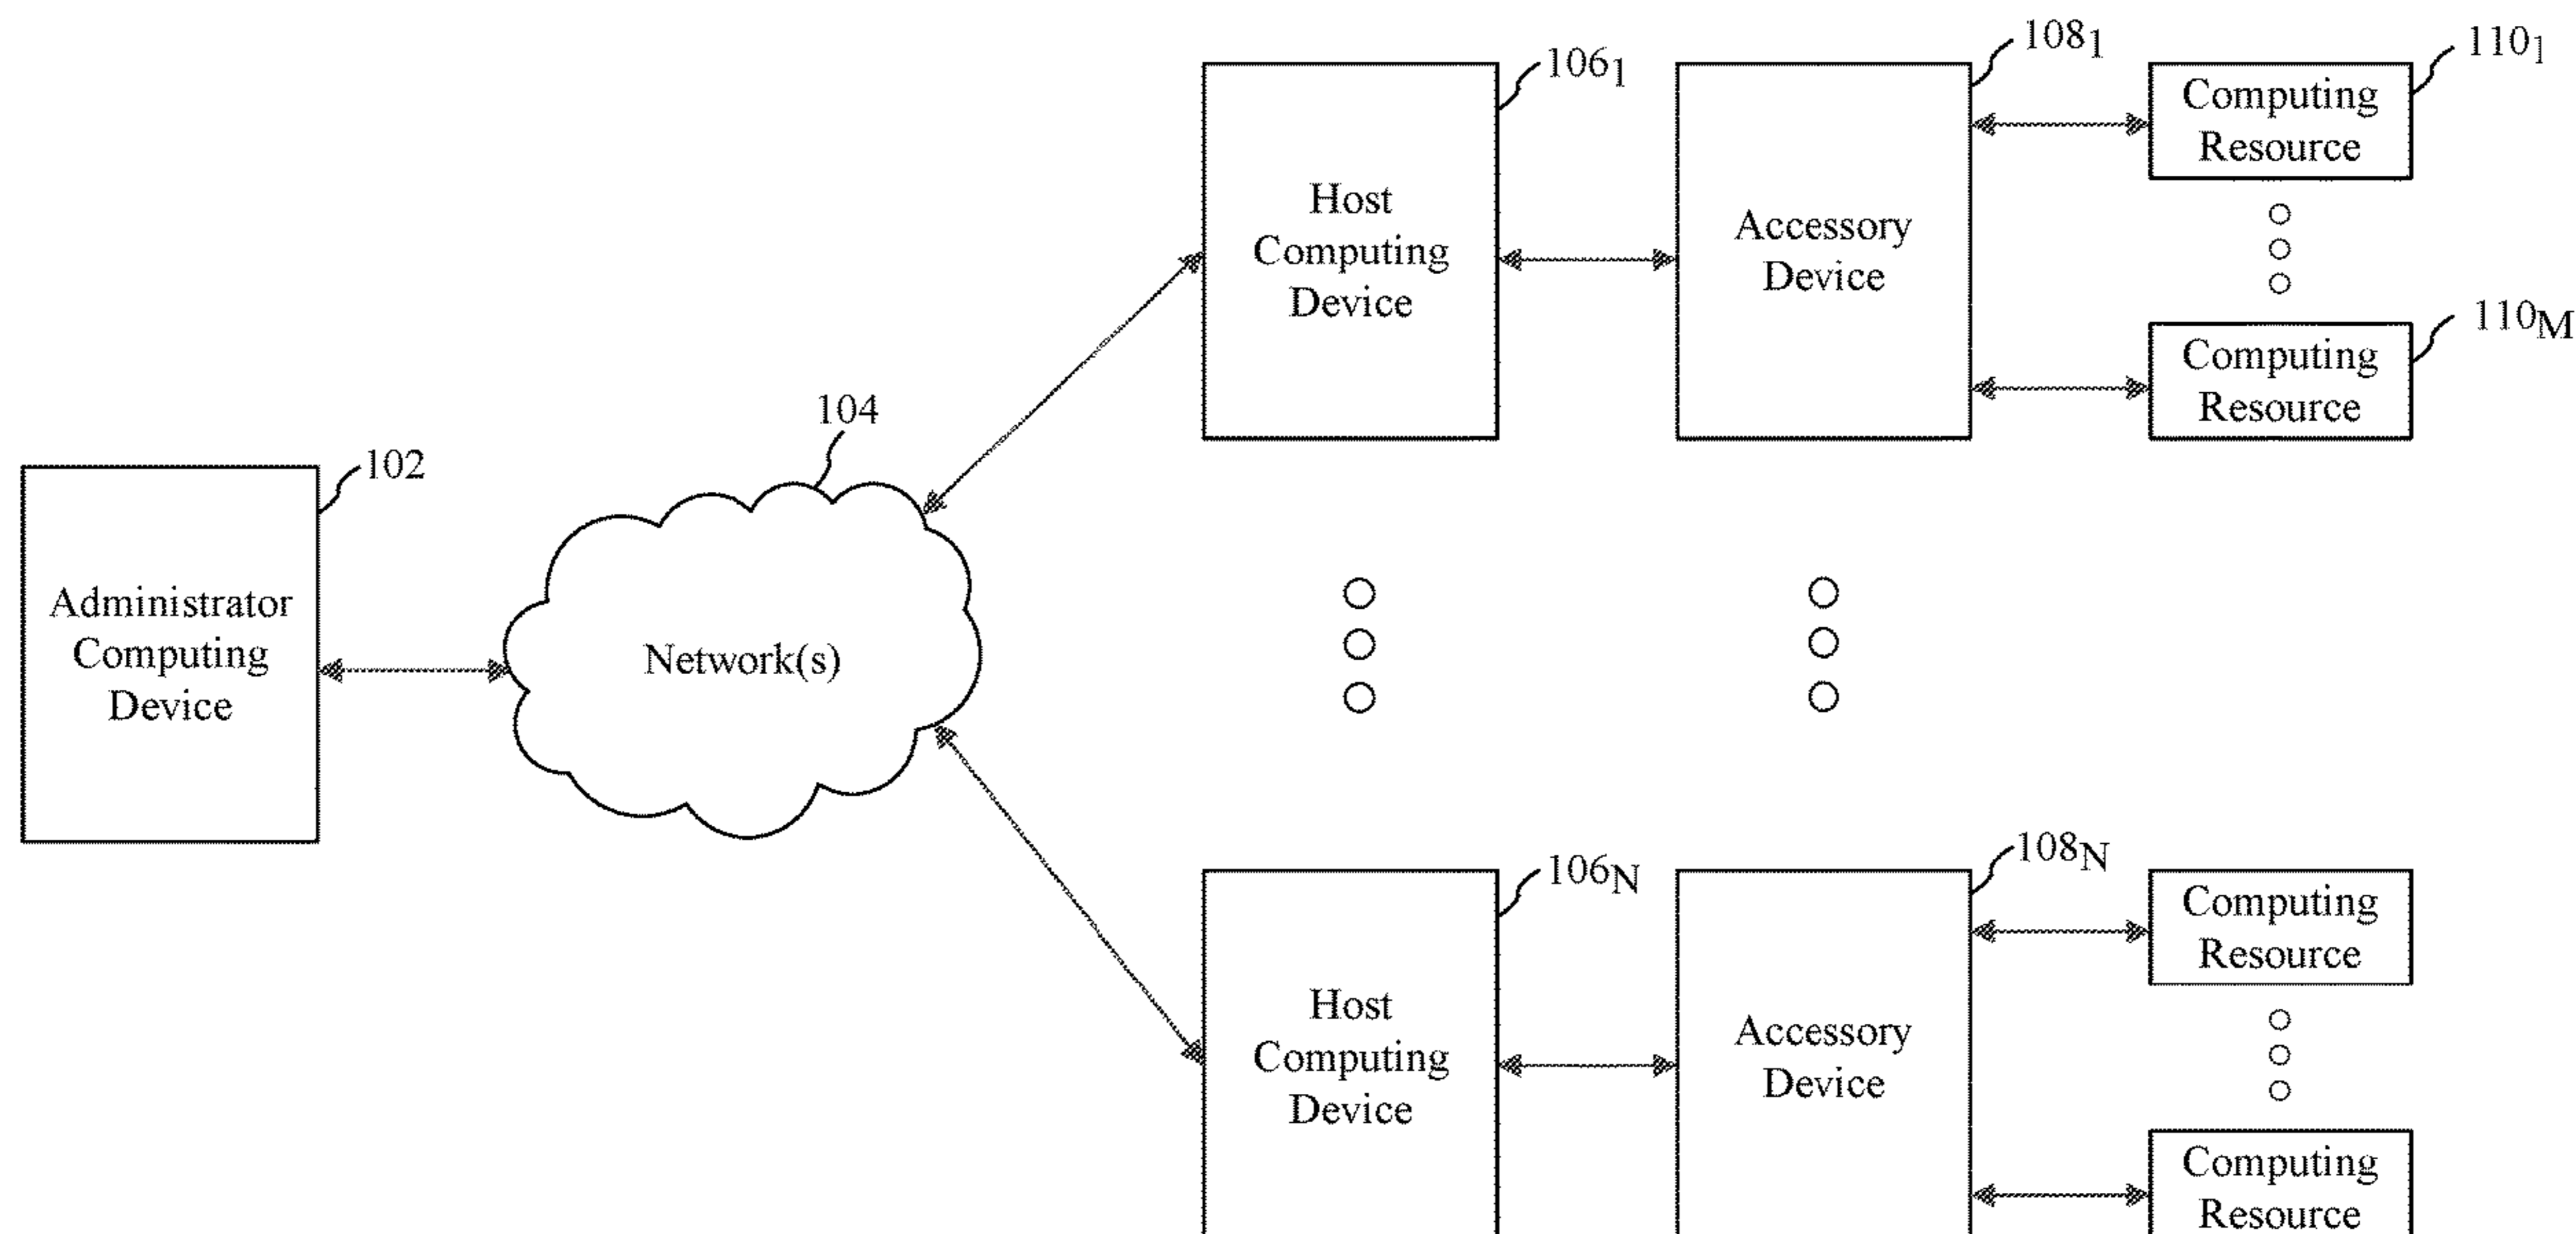 108₁
110₁
106₁
Computing
Resource
Host
Computing
Device
Accessory
Device
110M
Computing
Resource
104
102
Administrator
Computing
Device
Network(s)
106N
108N
Computing
Resource
Host
Computing
Device
Accessory
Device
Computing
Resource